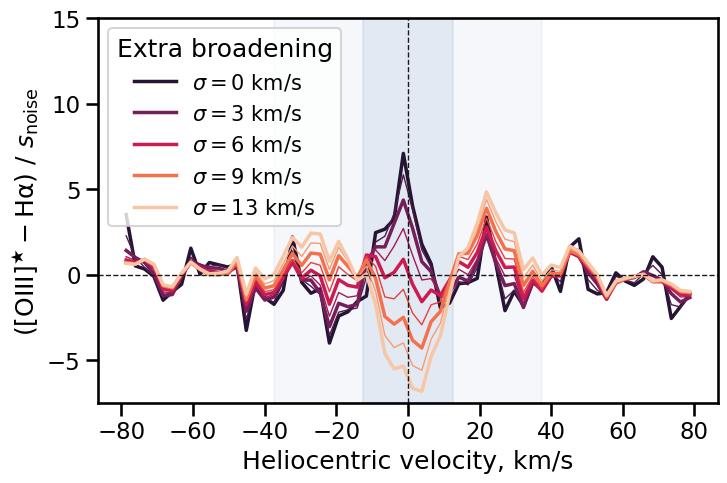 Extra broadening
σ = 0 km/s
σ = 3 km/s
σ = 6 km/s
σ = 9 km/s
σ = 13 km/s
15
10
5
0
−5
([OIII]★ − Hα) / s_noise
−80 −60 −40 −20 0 20 40 60 80
Heliocentric velocity, km/s